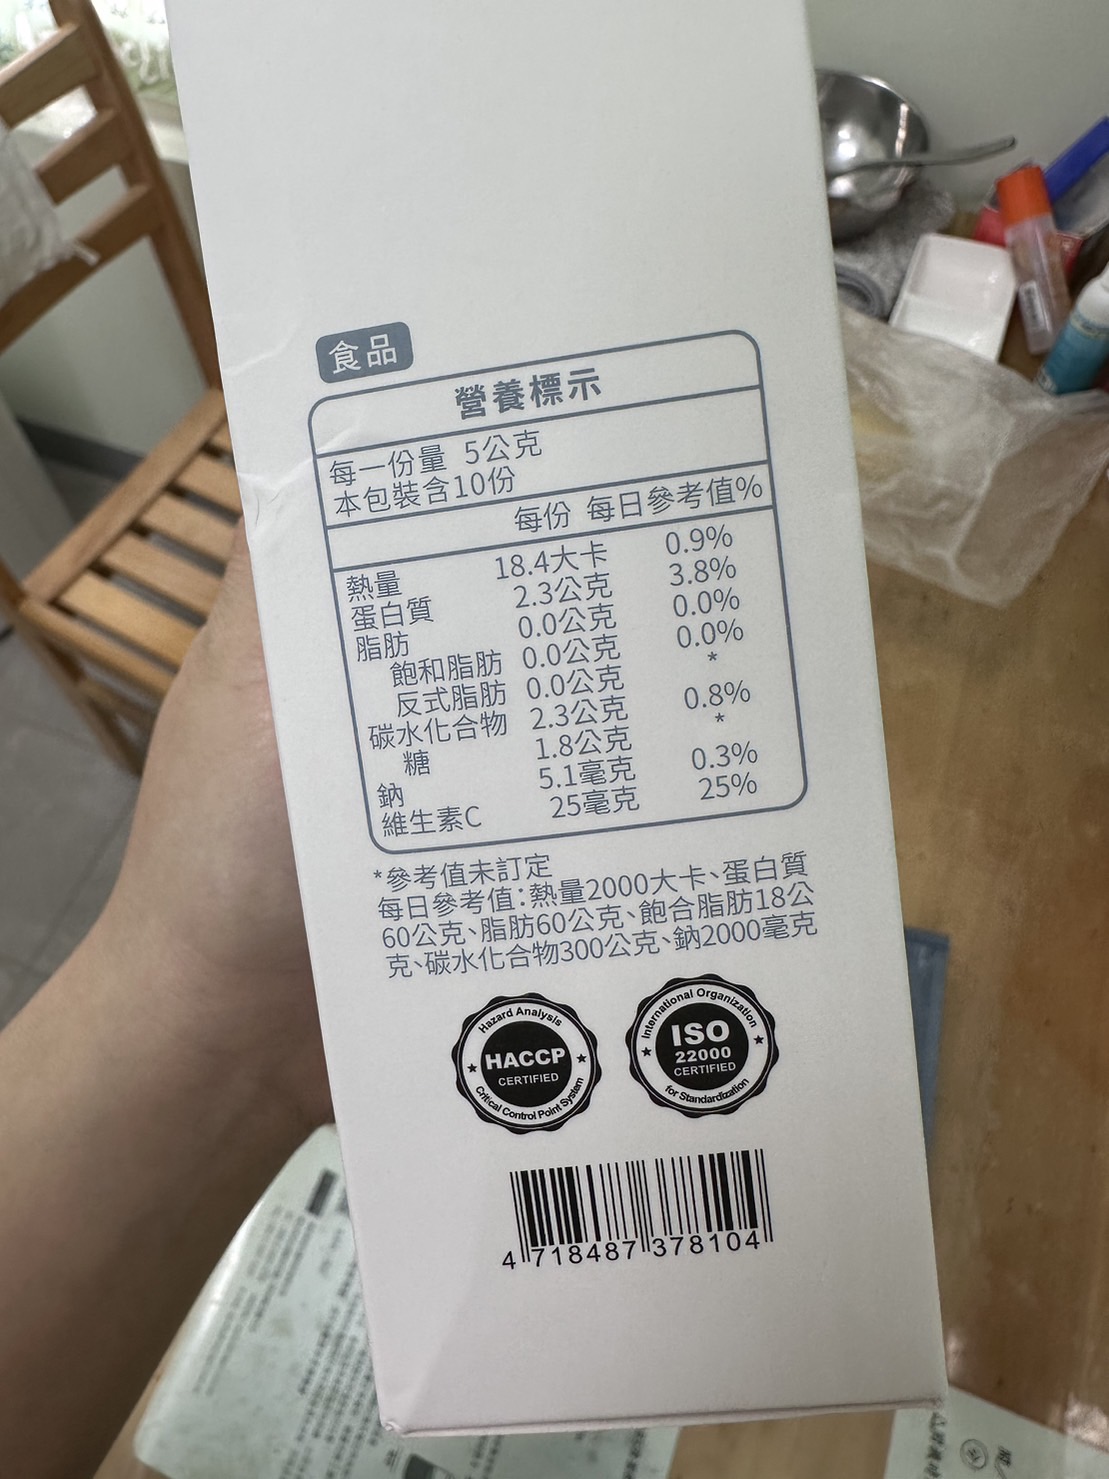 食品
營養標示
每一份量 5公克
本包裝含10份
每份 每日參考值%
熱量 18.4大卡 0.9%
蛋白質 2.3公克 3.8%
脂肪 0.0公克 0.0%
飽和脂肪 0.0公克 0.0%
反式脂肪 0.0公克 *
碳水化合物 2.3公克 0.8%
糖 1.8公克 *
鈉 5.1毫克 0.3%
維生素C 25毫克 25%
*參考值未訂定
每日參考值:熱量2000大卡、蛋白質
60公克、脂肪60公克、飽合脂肪18公
克、碳水化合物300公克、鈉2000毫克
Hazard Analysis
HACCP
CERTIFIED
Critical Control Point System
International Organization
ISO
22000
CERTIFIED
for Standardization
4 718487 378104